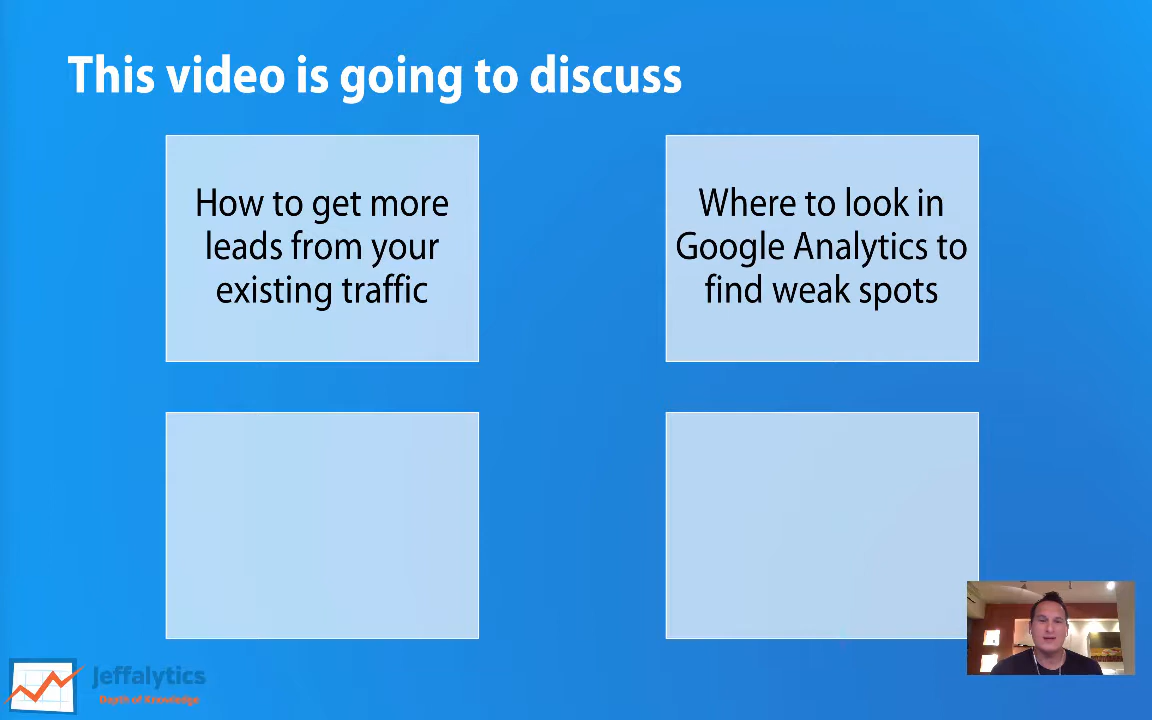 This video is going to discuss
How to get more
leads from your
existing traffic
Where to look in
Google Analytics to
find weak spots
Jeffalytics
Depth of Knowledge